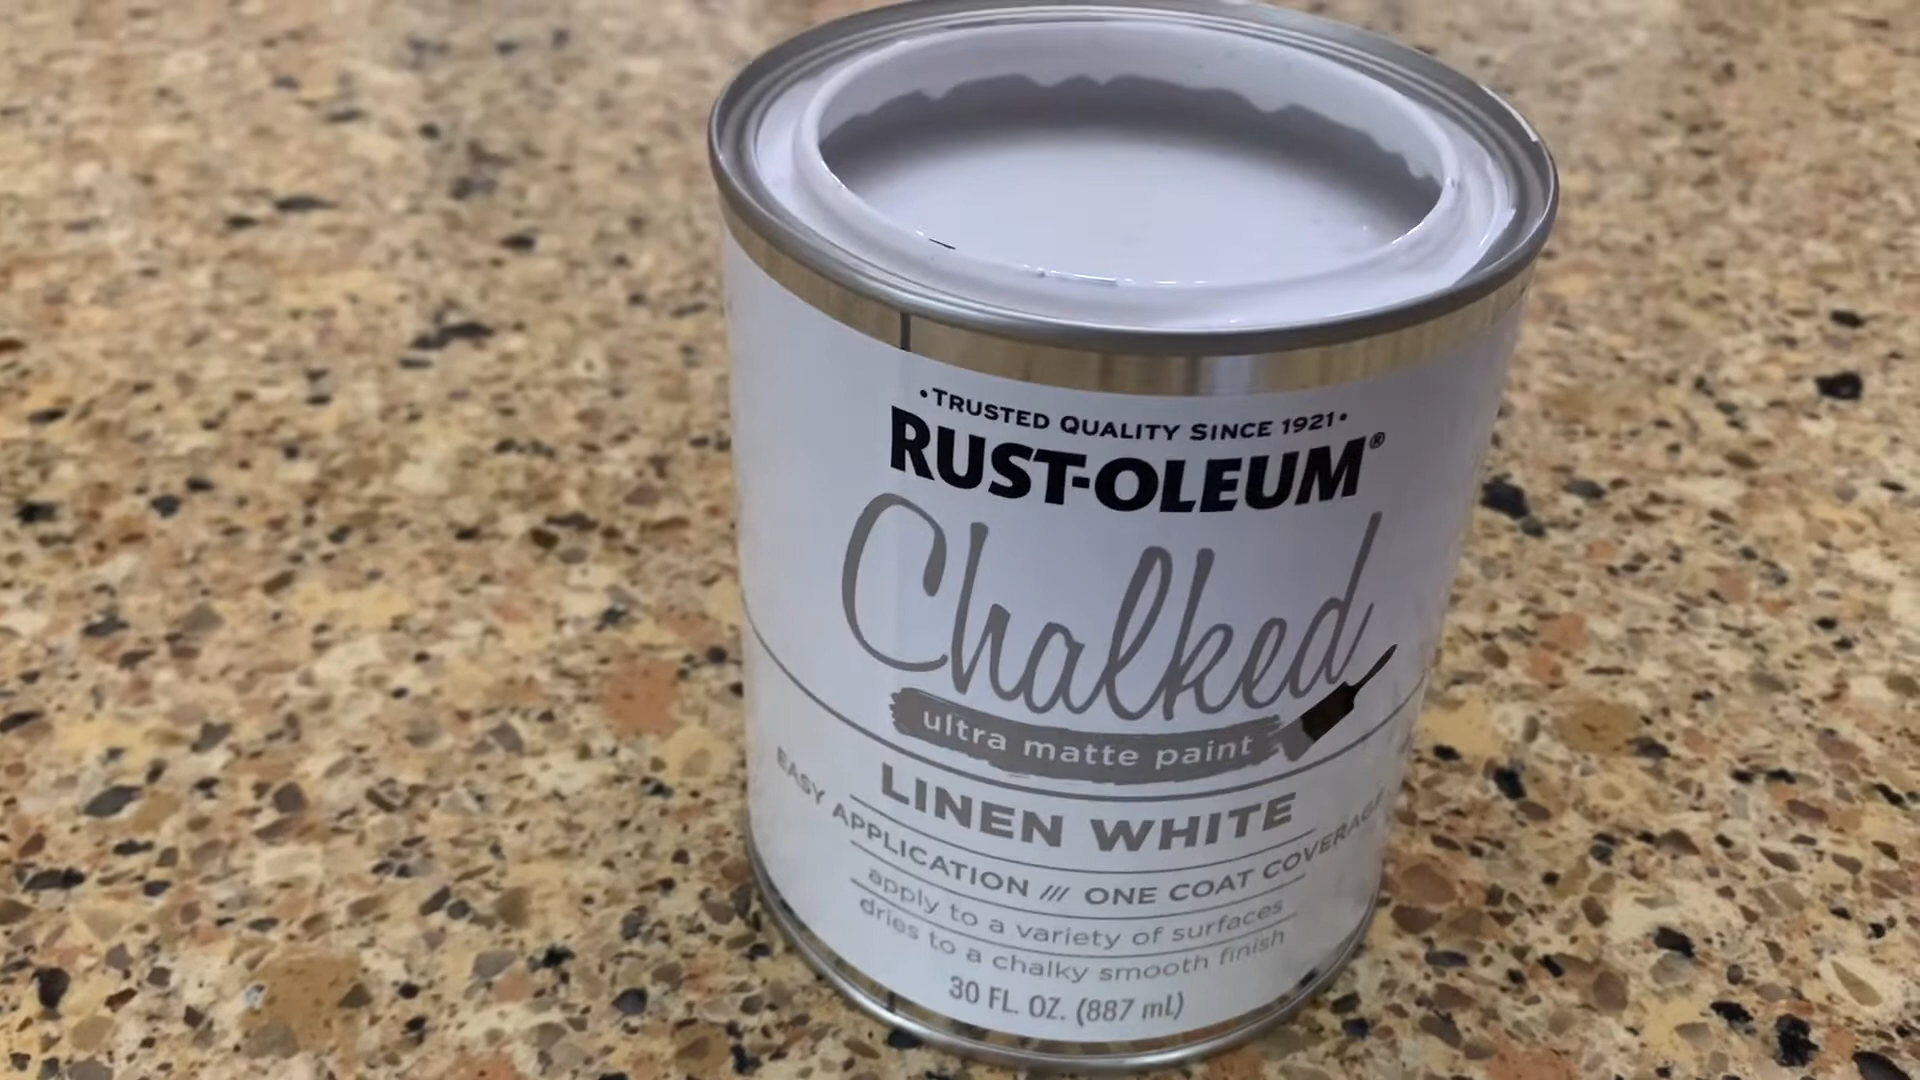 •TRUSTED QUALITY SINCE 1921•
RUST-OLEUM®
Chalked
ultra matte paint
LINEN WHITE
EASY APPLICATION /// ONE COAT COVERAGE
apply to a variety of surfaces
dries to a chalky smooth finish
30 FL. OZ. (887 mL)